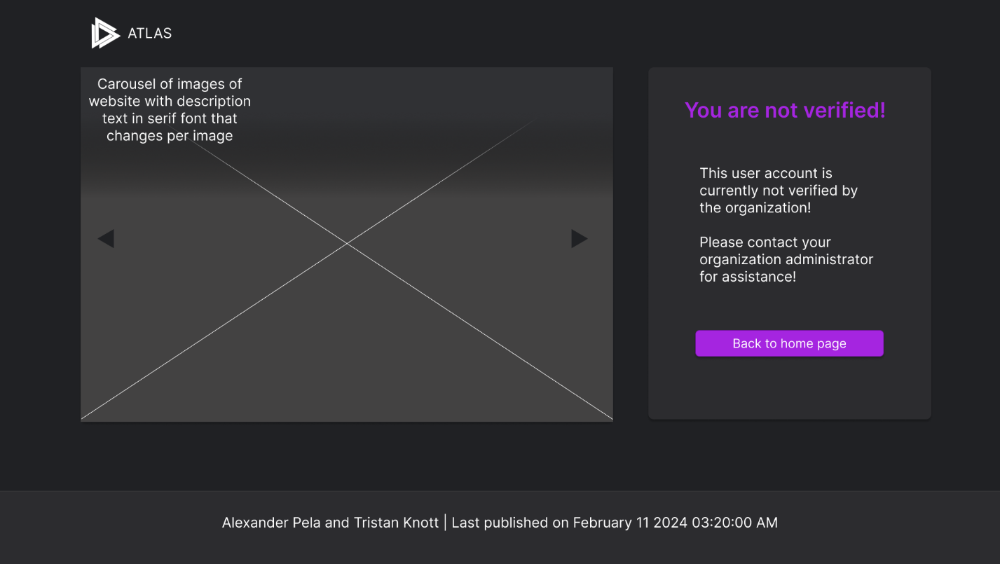 ATLAS
Carousel of images of
website with description
text in serif font that
changes per image
You are not verified!
This user account is
currently not verified by
the organization!
Please contact your
organization administrator
for assistance!
Back to home page
Alexander Pela and Tristan Knott | Last published on February 11 2024 03:20:00 AM